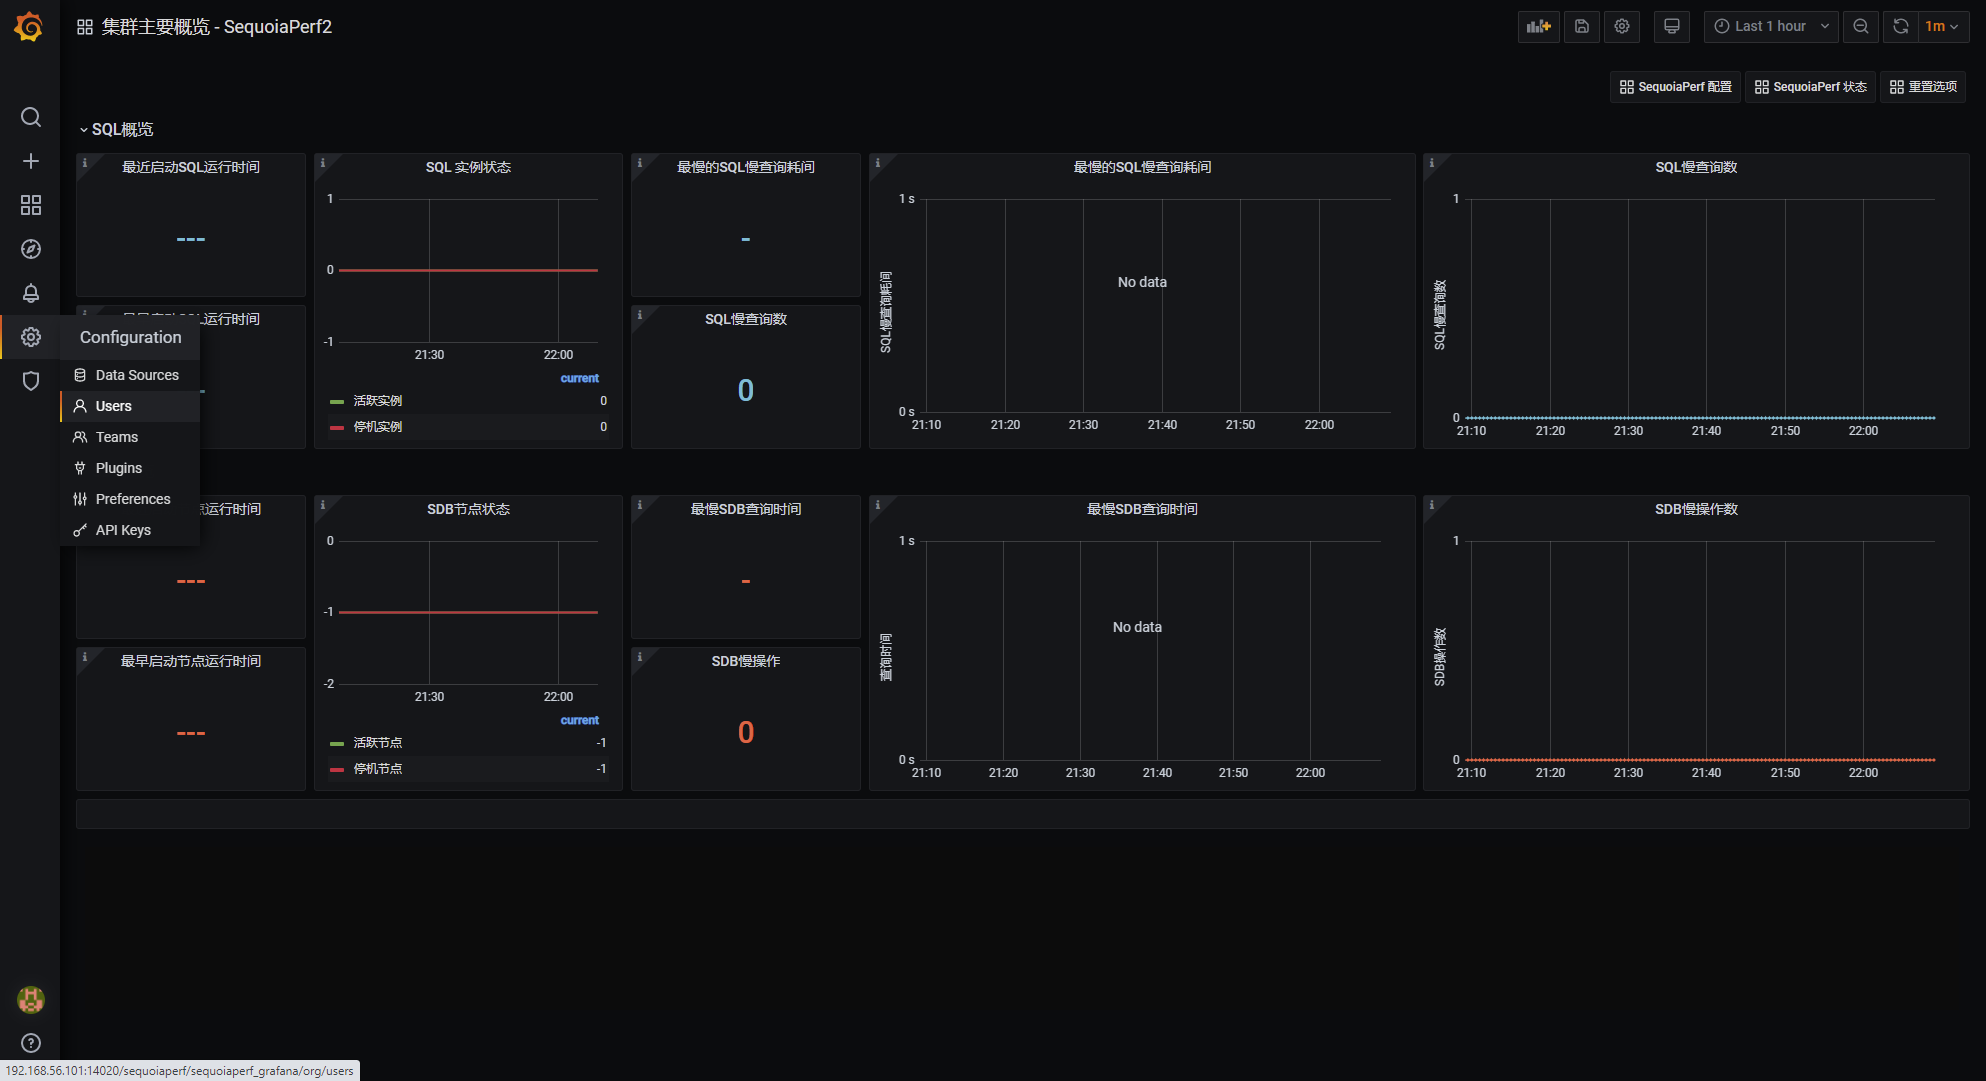 集群主要概览 - SequoiaPerf2
Last 1 hour
1m
SequoiaPerf 配置
SequoiaPerf 状态
重置选项
SQL概览
最近启动SQL运行时间
---
SQL 实例状态
1
0
-1
21:30 22:00
current
活跃实例 0
停机实例 0
最慢的SQL慢查询耗间
-
SQL慢查询数
0
最慢的SQL慢查询耗间
SQL慢查询耗间
1 s
No data
0 s
21:10 21:20 21:30 21:40 21:50 22:00
SQL慢查询数
SQL慢查询数
1
0
21:10 21:20 21:30 21:40 21:50 22:00
运行时间
Configuration
Data Sources
Users
Teams
Plugins
Preferences
API Keys
运行时间
---
SDB节点状态
0
-1
-2
21:30 22:00
current
活跃节点 -1
停机节点 -1
最慢SDB查询时间
-
最早启动节点运行时间
---
SDB慢操作
0
最慢SDB查询时间
查询时间
1 s
No data
0 s
21:10 21:20 21:30 21:40 21:50 22:00
SDB慢操作数
SDB操作数
1
0
21:10 21:20 21:30 21:40 21:50 22:00
192.168.56.101:14020/sequoiaperf/sequoiaperf_grafana/org/users